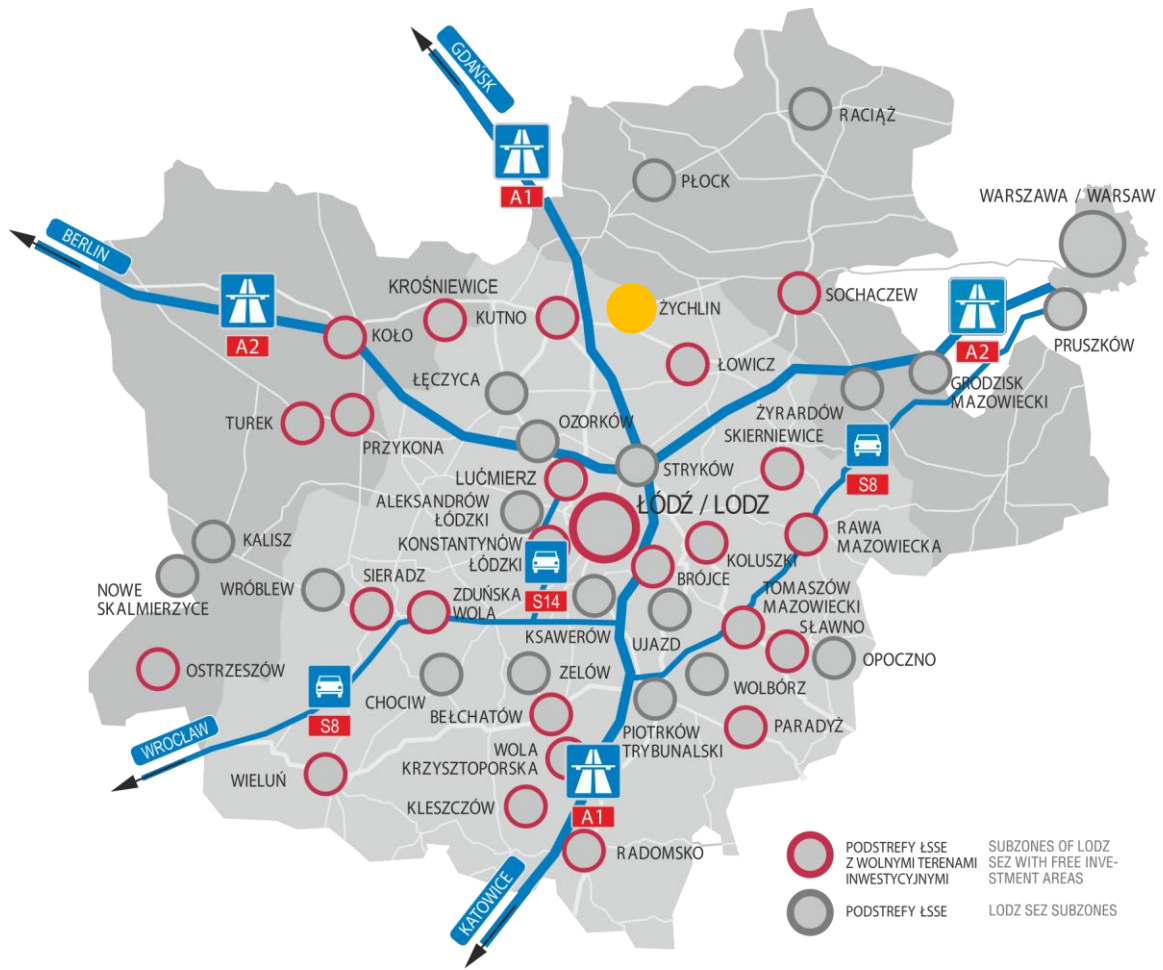 GDAŃSK
RACIĄŻ
A1
PŁOCK
WARSZAWA / WARSAW
BERLIN
KROŚNIEWICE
KUTNO
ŻYCHLIN
SOCHACZEW
A2
KOŁO
A2
PRUSZKÓW
ŁOWICZ
ŁĘCZYCA
GRODZISK
MAZOWIECKI
ŻYRARDÓW
TUREK
PRZYKONA
OZORKÓW
SKIERNIEWICE
STRYKÓW
LUĆMIERZ
S8
ALEKSANDRÓW
ŁÓDZKI
ŁÓDŹ / LODZ
KALISZ
KONSTANTYNÓW
ŁÓDZKI
KOLUSZKI
RAWA
MAZOWIECKA
NOWE
SKALMIERZYCE
WRÓBLEW
SIERADZ
ZDUŃSKA
WOLA
S14
BRÓJCE
TOMASZÓW
MAZOWIECKI
SŁAWNO
KSAWERÓW
UJAZD
OPOCZNO
OSTRZESZÓW
CHOCIW
ZELÓW
WOLBÓRZ
S8
BEŁCHATÓW
PIOTRKÓW
TRYBUNALSKI
PARADYŻ
WROCŁAW
WIELUŃ
WOLA
KRZYSZTOPORSKA
KLESZCZÓW
A1
RADOMSKO
KATOWICE
PODSTREFY ŁSSE
Z WOLNYMI TERENAMI
INWESTYCYJNYMI
SUBZONES OF LODZ
SEZ WITH FREE INVE-
STMENT AREAS
PODSTREFY ŁSSE
LODZ SEZ SUBZONES